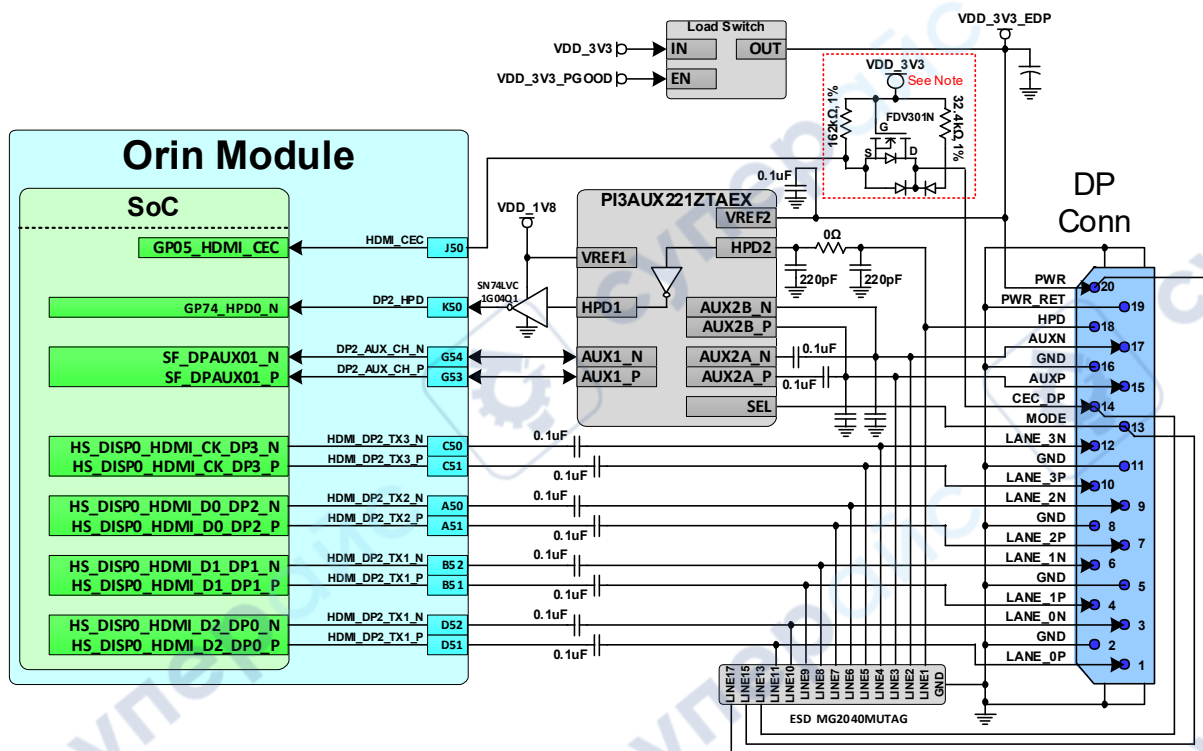 Load Switch
VDD_3V3_EDP
VDD_3V3
IN
OUT
VDD_3V3_PGOOD
EN
VDD_3V3
See Note
162kΩ,1%
FDV301N
32.4kΩ,1%
G
S
D
Orin Module
SoC
0.1uF
DP
Conn
PI3AUX221ZTAEX
VDD_1V8
VREF2
GP05_HDMI_CEC
HDMI_CEC
J50
VREF1
HPD2
0Ω
220pF
220pF
PWR
20
GP74_HPD0_N
DP2_HPD
K50
SN74LVC
1G04Q1
HPD1
AUX2B_N
AUX2B_P
PWR_RET
19
HPD
18
SF_DPAUX01_N
DP2_AUX_CH_N
G54
AUX1_N
AUX2A_N
0.1uF
AUXN
17
GND
16
SF_DPAUX01_P
DP2_AUX_CH_P
G53
AUX1_P
AUX2A_P
0.1uF
AUXP
15
SEL
CEC_DP
14
MODE
13
HS_DISP0_HDMI_CK_DP3_N
HDMI_DP2_TX3_N
C50
0.1uF
LANE_3N
12
HS_DISP0_HDMI_CK_DP3_P
HDMI_DP2_TX3_P
C51
0.1uF
GND
11
LANE_3P
10
HS_DISP0_HDMI_D0_DP2_N
HDMI_DP2_TX2_N
A50
0.1uF
LANE_2N
9
HS_DISP0_HDMI_D0_DP2_P
HDMI_DP2_TX2_P
A51
0.1uF
GND
8
LANE_2P
7
HS_DISP0_HDMI_D1_DP1_N
HDMI_DP2_TX1_N
B52
0.1uF
LANE_1N
6
HS_DISP0_HDMI_D1_DP1_P
HDMI_DP2_TX1_P
B51
0.1uF
GND
5
LANE_1P
4
HS_DISP0_HDMI_D2_DP0_N
HDMI_DP2_TX1_N
D52
0.1uF
LANE_0N
3
HS_DISP0_HDMI_D2_DP0_P
HDMI_DP2_TX1_P
D51
0.1uF
GND
2
LANE_0P
1
LINE17
LINE15
LINE13
LINE11
LINE10
LINE9
LINE8
LINE7
LINE6
LINE5
LINE4
LINE3
LINE2
LINE1
GND
ESD MG2040MUTAG
суперайс